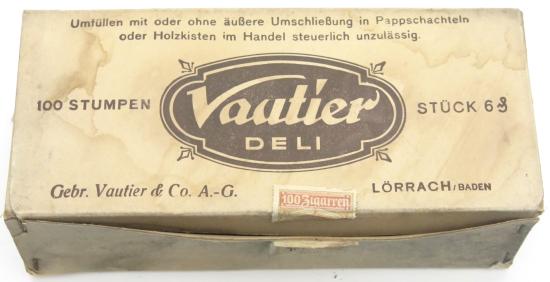 Umfüllen mit oder ohne äußere Umschließung in Pappschachteln
oder Holzkisten im Handel steuerlich unzulässig.
100 STUMPEN
Vautier
DELI
STÜCK 6₰
Gebr. Vautier & Co. A.-G.
LÖRRACH/BADEN
100 Zigarren